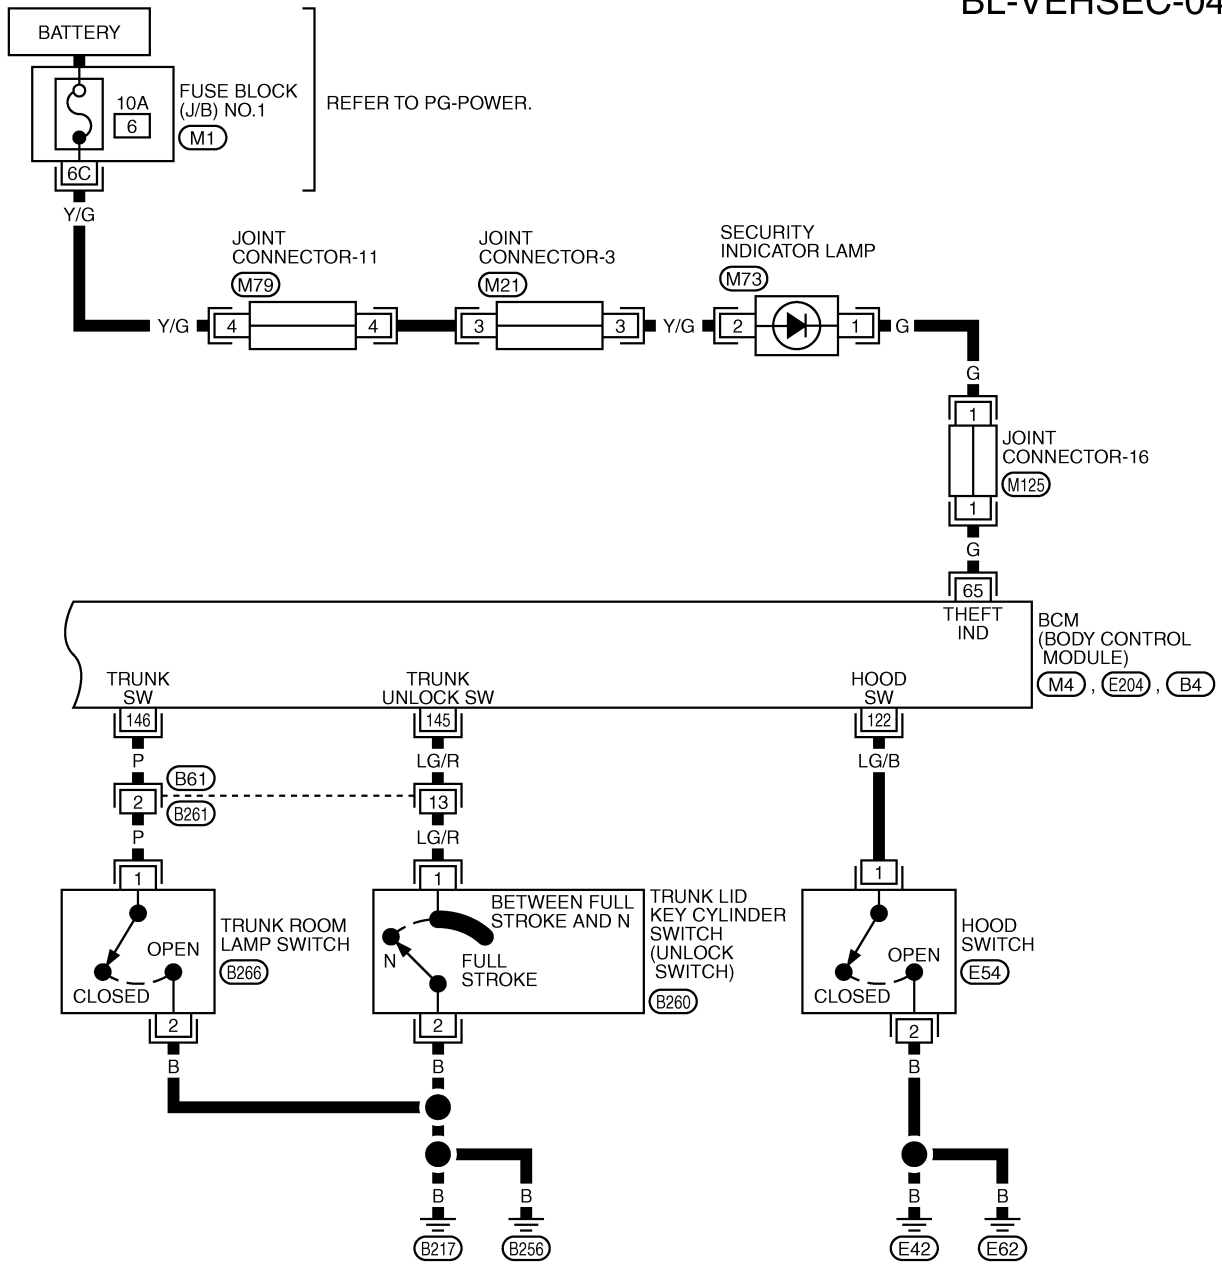 BL-VEHSEC-04
BATTERY
10A
6
FUSE BLOCK
(J/B) NO.1
M1
REFER TO PG-POWER.
6C
Y/G
JOINT
CONNECTOR-11
M79
JOINT
CONNECTOR-3
M21
SECURITY
INDICATOR LAMP
M73
Y/G
4
4
3
3
Y/G
2
1
G
G
1
JOINT
CONNECTOR-16
M125
1
G
65
THEFT
IND
BCM
(BODY CONTROL
MODULE)
M4 , E204 , B4
TRUNK
SW
TRUNK
UNLOCK SW
HOOD
SW
146
145
122
P
LG/R
LG/B
B61
2
13
B261
P
LG/R
1
1
1
TRUNK ROOM
LAMP SWITCH
B266
OPEN
CLOSED
BETWEEN FULL
STROKE AND N
N
FULL
STROKE
TRUNK LID
KEY CYLINDER
SWITCH
(UNLOCK
SWITCH)
B260
HOOD
SWITCH
E54
OPEN
CLOSED
2
2
2
B
B
B
B
B
B
B
B217
B256
E42
E62